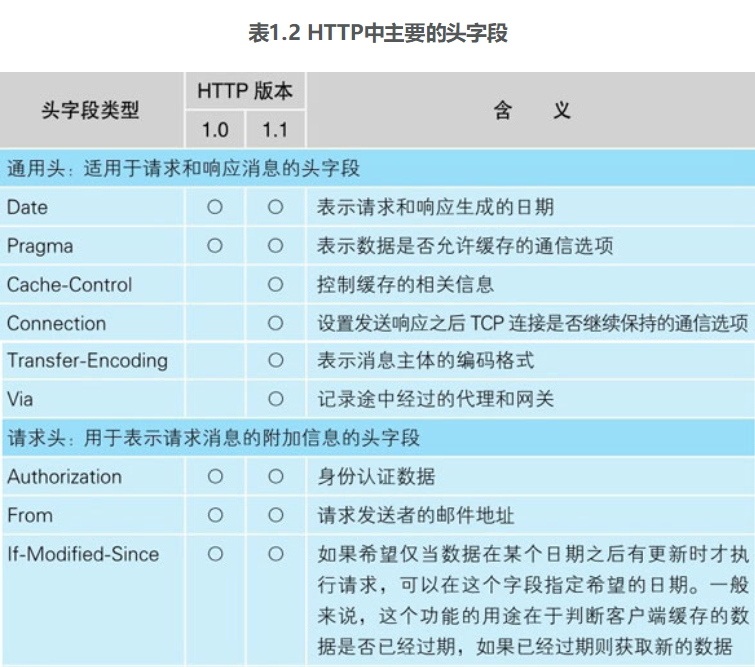 表1.2 HTTP中主要的头字段
头字段类型 HTTP 版本 含 义
1.0 1.1
通用头：适用于请求和响应消息的头字段
Date ○ ○ 表示请求和响应生成的日期
Pragma ○ ○ 表示数据是否允许缓存的通信选项
Cache-Control ○ 控制缓存的相关信息
Connection ○ 设置发送响应之后 TCP 连接是否继续保持的通信选项
Transfer-Encoding ○ 表示消息主体的编码格式
Via ○ 记录途中经过的代理和网关
请求头：用于表示请求消息的附加信息的头字段
Authorization ○ ○ 身份认证数据
From ○ ○ 请求发送者的邮件地址
If-Modified-Since ○ ○ 如果希望仅当数据在某个日期之后有更新时才执
行请求，可以在这个字段指定希望的日期。一般
来说，这个功能的用途在于判断客户端缓存的数
据是否已经过期，如果已经过期则获取新的数据